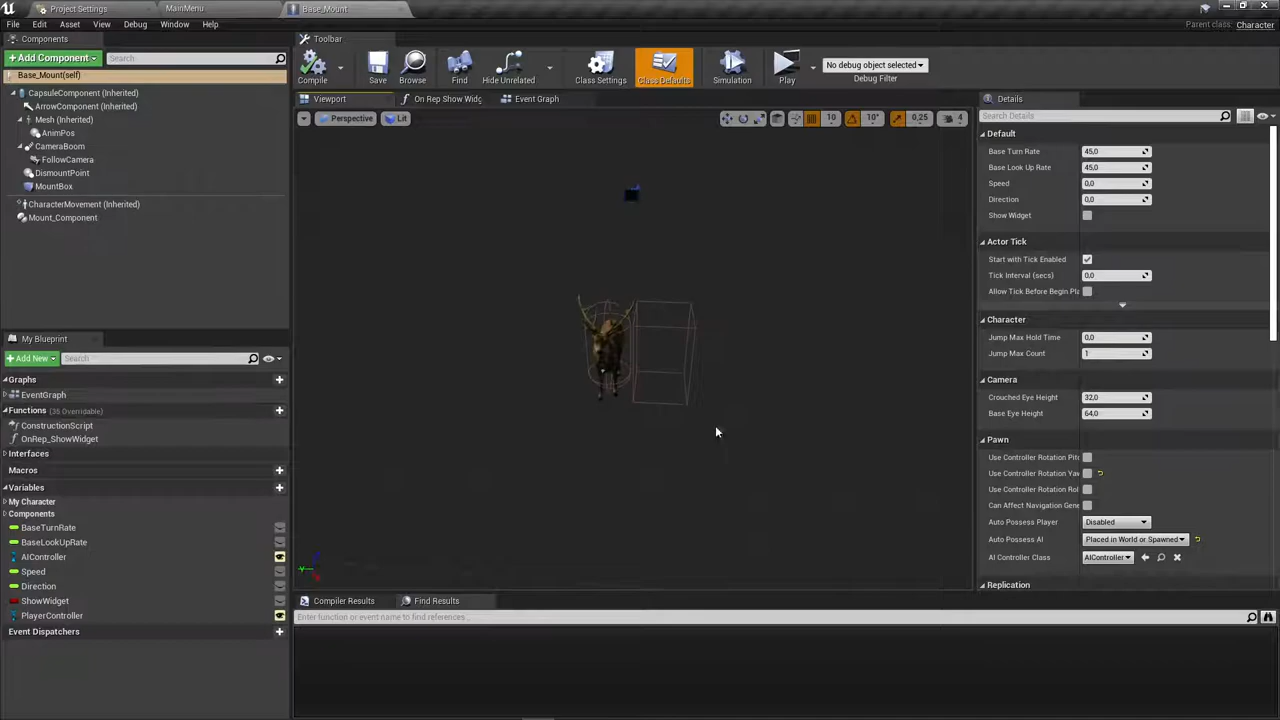 Project Settings
MainMenu
Base_Mount
File
Edit
Asset
View
Debug
Window
Help
Parent class: Character
Components
Toolbar
+Add Component
Search
Compile
Save
Browse
Find
Hide Unrelated
Class Settings
Class Defaults
Simulation
Play
No debug object selected
Debug Filter
Base_Mount(self)
CapsuleComponent (Inherited)
ArrowComponent (Inherited)
Mesh (Inherited)
AnimPos
CameraBoom
FollowCamera
DismountPoint
MountBox
CharacterMovement (Inherited)
Mount_Component
My Blueprint
+Add New
Search
Graphs
EventGraph
Functions (35 Overridable)
ConstructionScript
OnRep_ShowWidget
Interfaces
Macros
Variables
My Character
Components
BaseTurnRate
BaseLookUpRate
AIController
Speed
Direction
ShowWidget
PlayerController
Event Dispatchers
Viewport
On Rep Show Widg
Event Graph
Perspective
Lit
10
10°
0,25
4
Compiler Results
Find Results
Enter function or event name to find references...
Details
Search Details
Default
Base Turn Rate 45,0
Base Look Up Rate 45,0
Speed 0,0
Direction 0,0
Show Widget
Actor Tick
Start with Tick Enabled
Tick Interval (secs) 0,0
Allow Tick Before Begin Pla
Character
Jump Max Hold Time 0,0
Jump Max Count 1
Camera
Crouched Eye Height 32,0
Base Eye Height 64,0
Pawn
Use Controller Rotation Pitc
Use Controller Rotation Yaw
Use Controller Rotation Rol
Can Affect Navigation Gene
Auto Possess Player Disabled
Auto Possess AI Placed in World or Spawned
AI Controller Class AIController
Replication